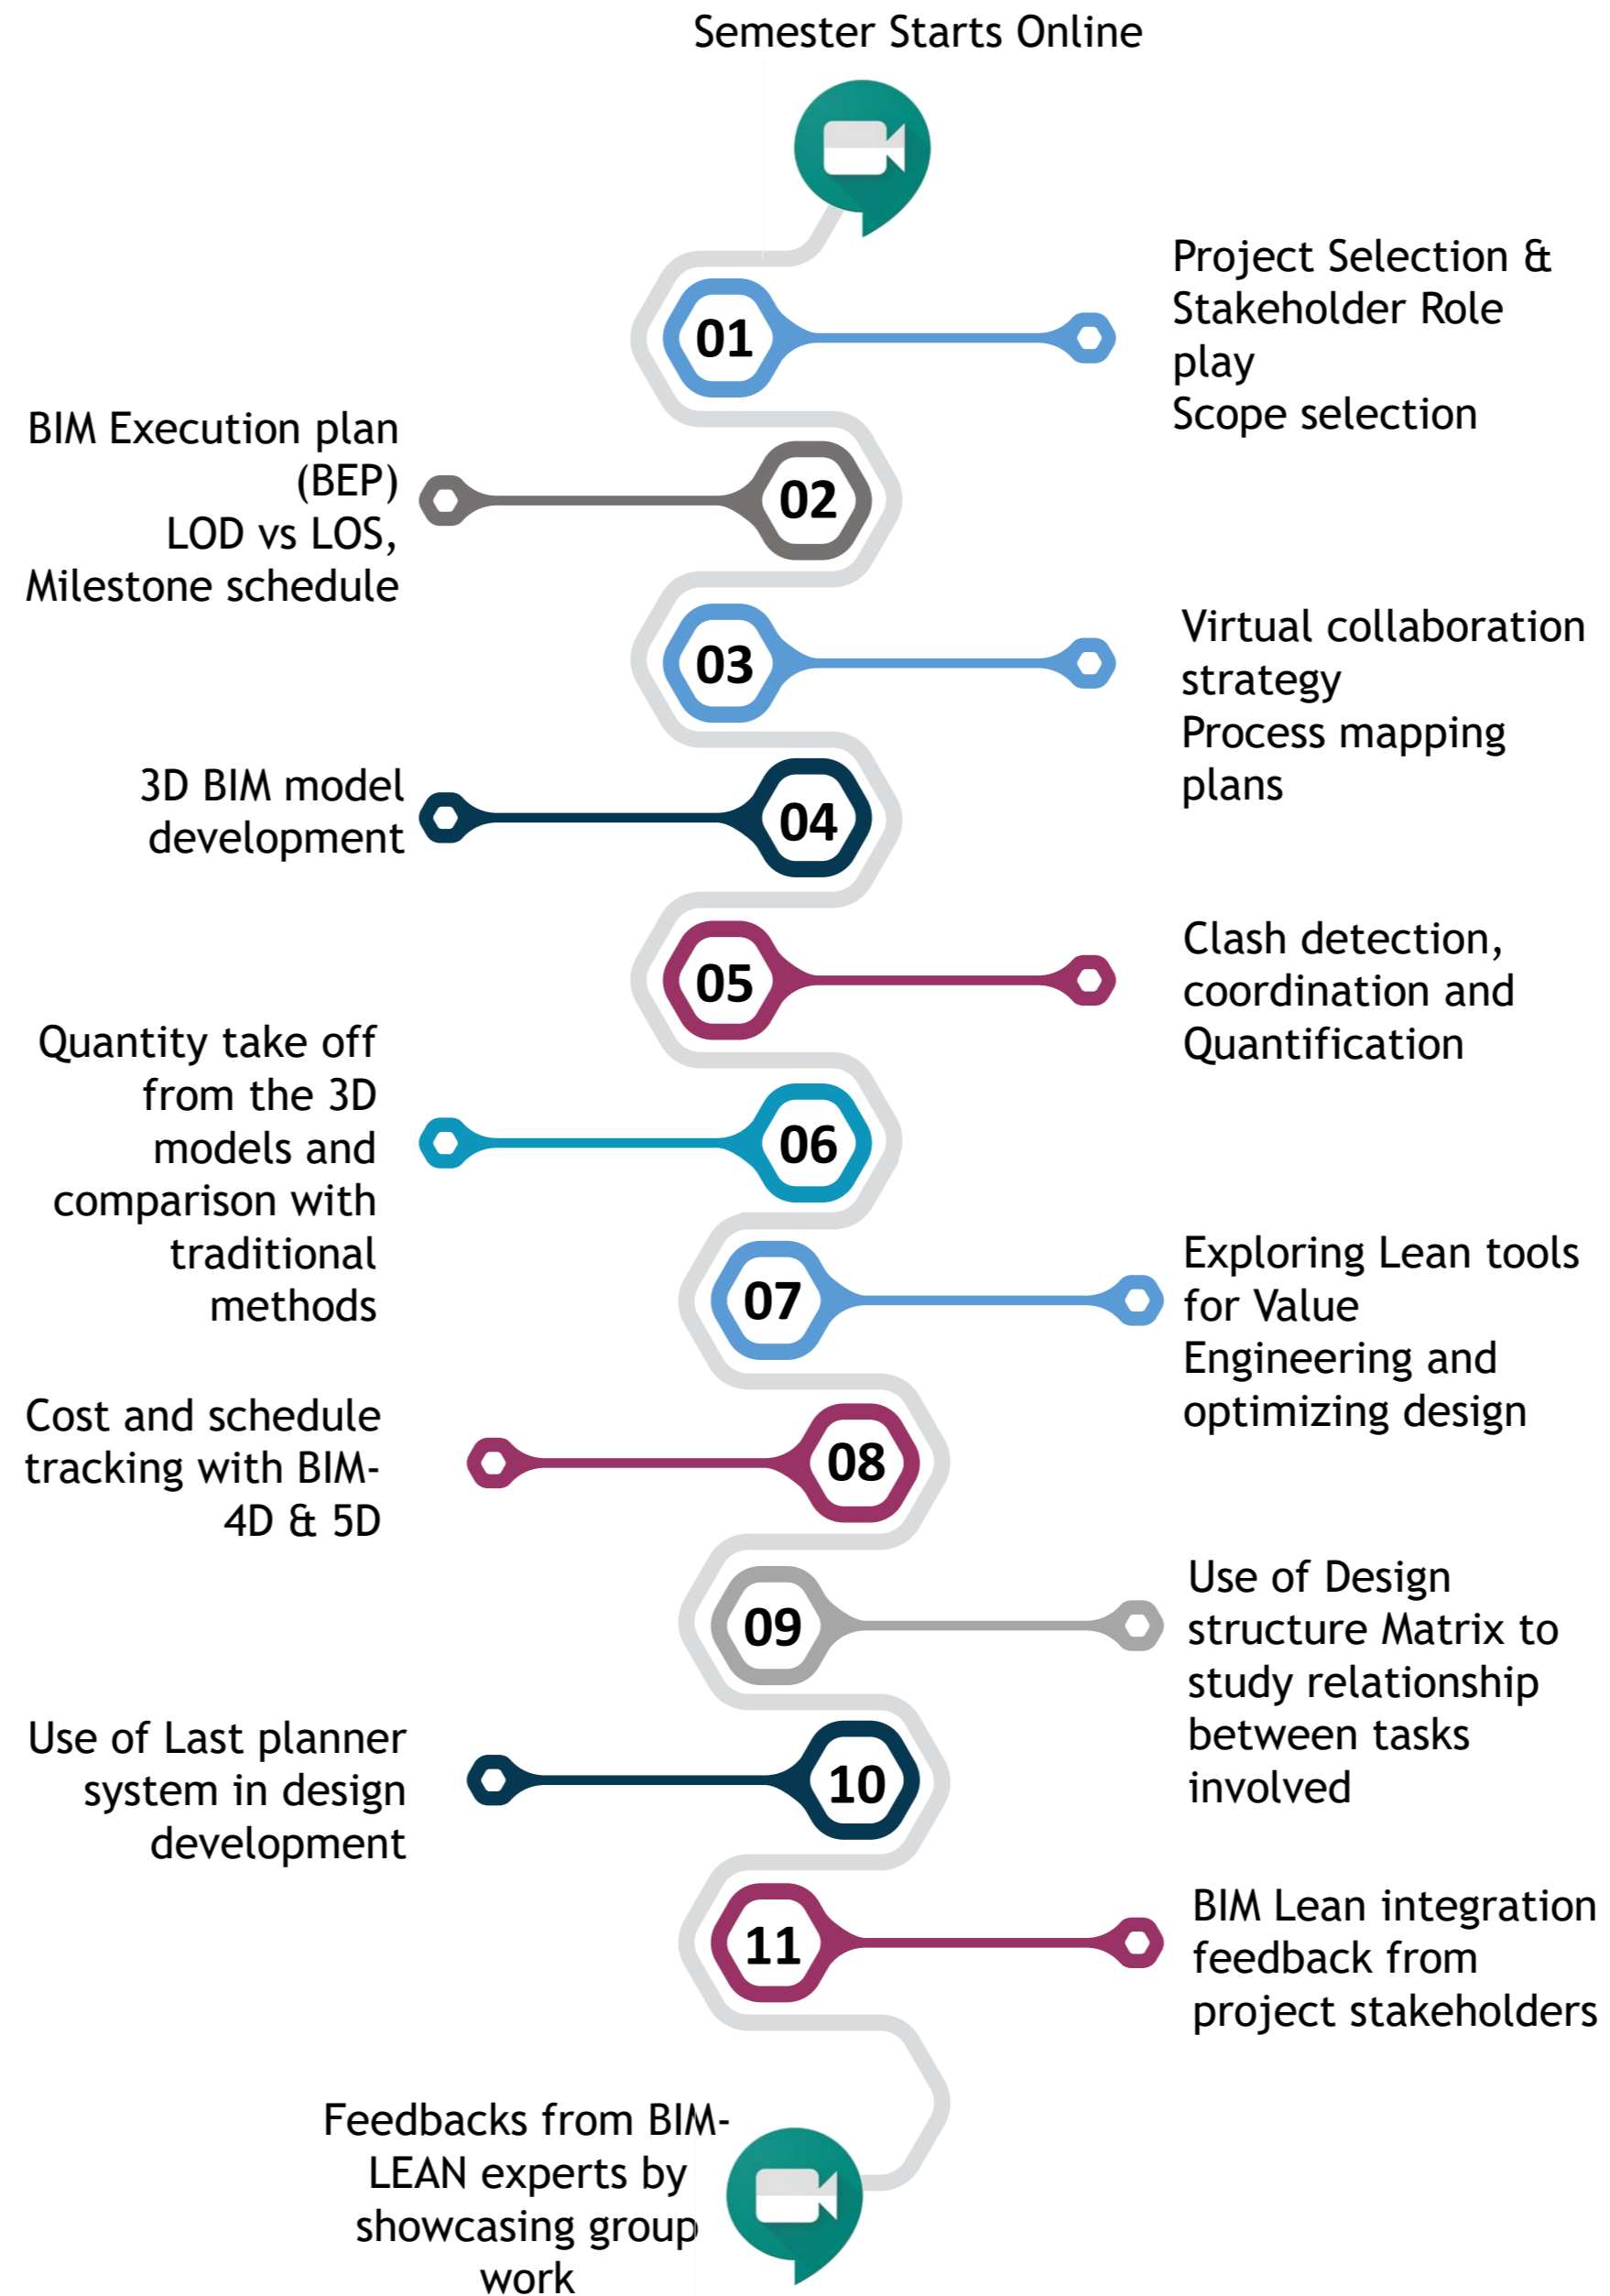 Semester Starts Online
01
Project Selection &
Stakeholder Role
play
Scope selection
BIM Execution plan
(BEP)
LOD vs LOS,
Milestone schedule
02
03
Virtual collaboration
strategy
Process mapping
plans
3D BIM model
development
04
05
Clash detection,
coordination and
Quantification
Quantity take off
from the 3D
models and
comparison with
traditional
methods
06
07
Exploring Lean tools
for Value
Engineering and
optimizing design
Cost and schedule
tracking with BIM-
4D & 5D
08
09
Use of Design
structure Matrix to
study relationship
between tasks
involved
Use of Last planner
system in design
development
10
11
BIM Lean integration
feedback from
project stakeholders
Feedbacks from BIM-
LEAN experts by
showcasing group
work